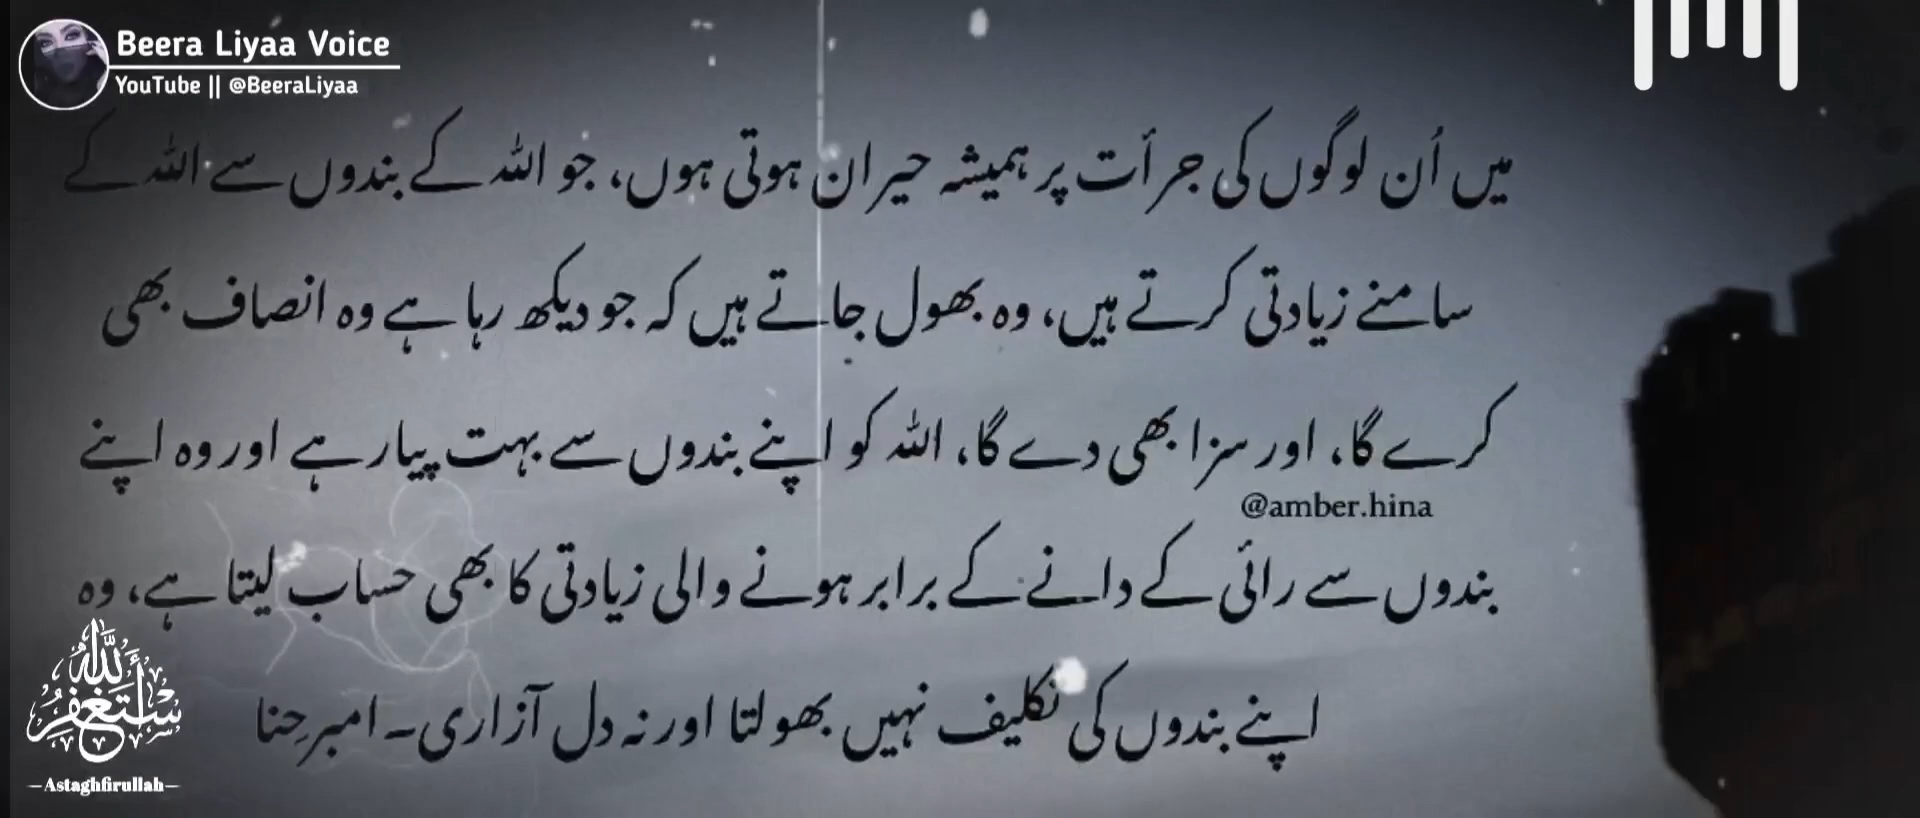 Beera Liyaa Voice
YouTube || @BeeraLiyaa
میں اُن لوگوں کی جرأت پر ہمیشہ حیران ہوتی ہوں، جو اللہ کے بندوں سے اللہ کے
سامنے زیادتی کرتے ہیں، وہ بھول جاتے ہیں کہ جو دیکھ رہا ہے وہ انصاف بھی
کرے گا، اور سزا بھی دے گا، اللہ کو اپنے بندوں سے بہت پیار ہے اور وہ اپنے
@amber.hina
بندوں سے رائی کے دانے کے برابر ہونے والی زیادتی کا بھی حساب لیتا ہے، وہ
اپنے بندوں کی تکلیف نہیں بھولتا اور نہ دل آزاری۔ امبر حِنا
أَسْتَغْفِرُ اللّٰه
—Astaghfirullah—